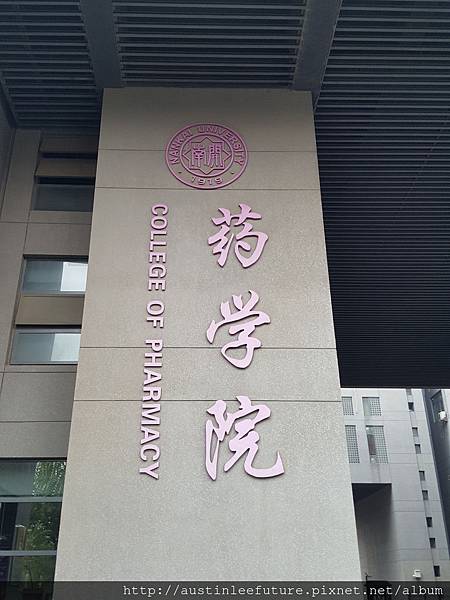 NANKAI UNIVERSITY
南開
· 1919 ·
药学院
COLLEGE OF PHARMACY
http://austinleefuture.pixnet.net/album